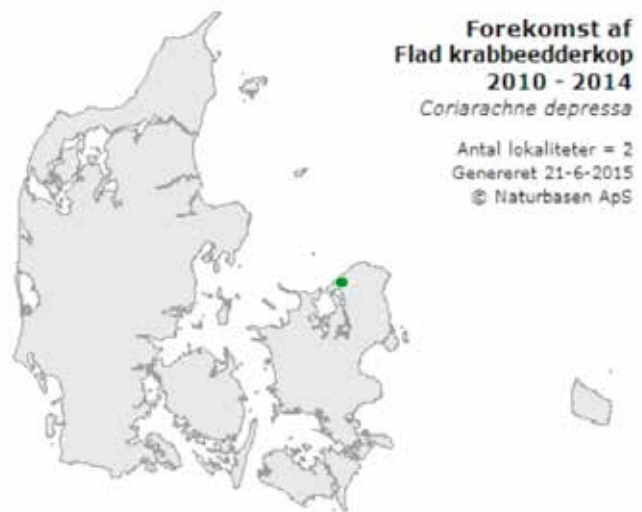 Forekomst af
Flad krabbeedderkop
2010 - 2014
Coriarachne depressa
Antal lokaliteter = 2
Genereret 21-6-2015
© Naturbasen ApS